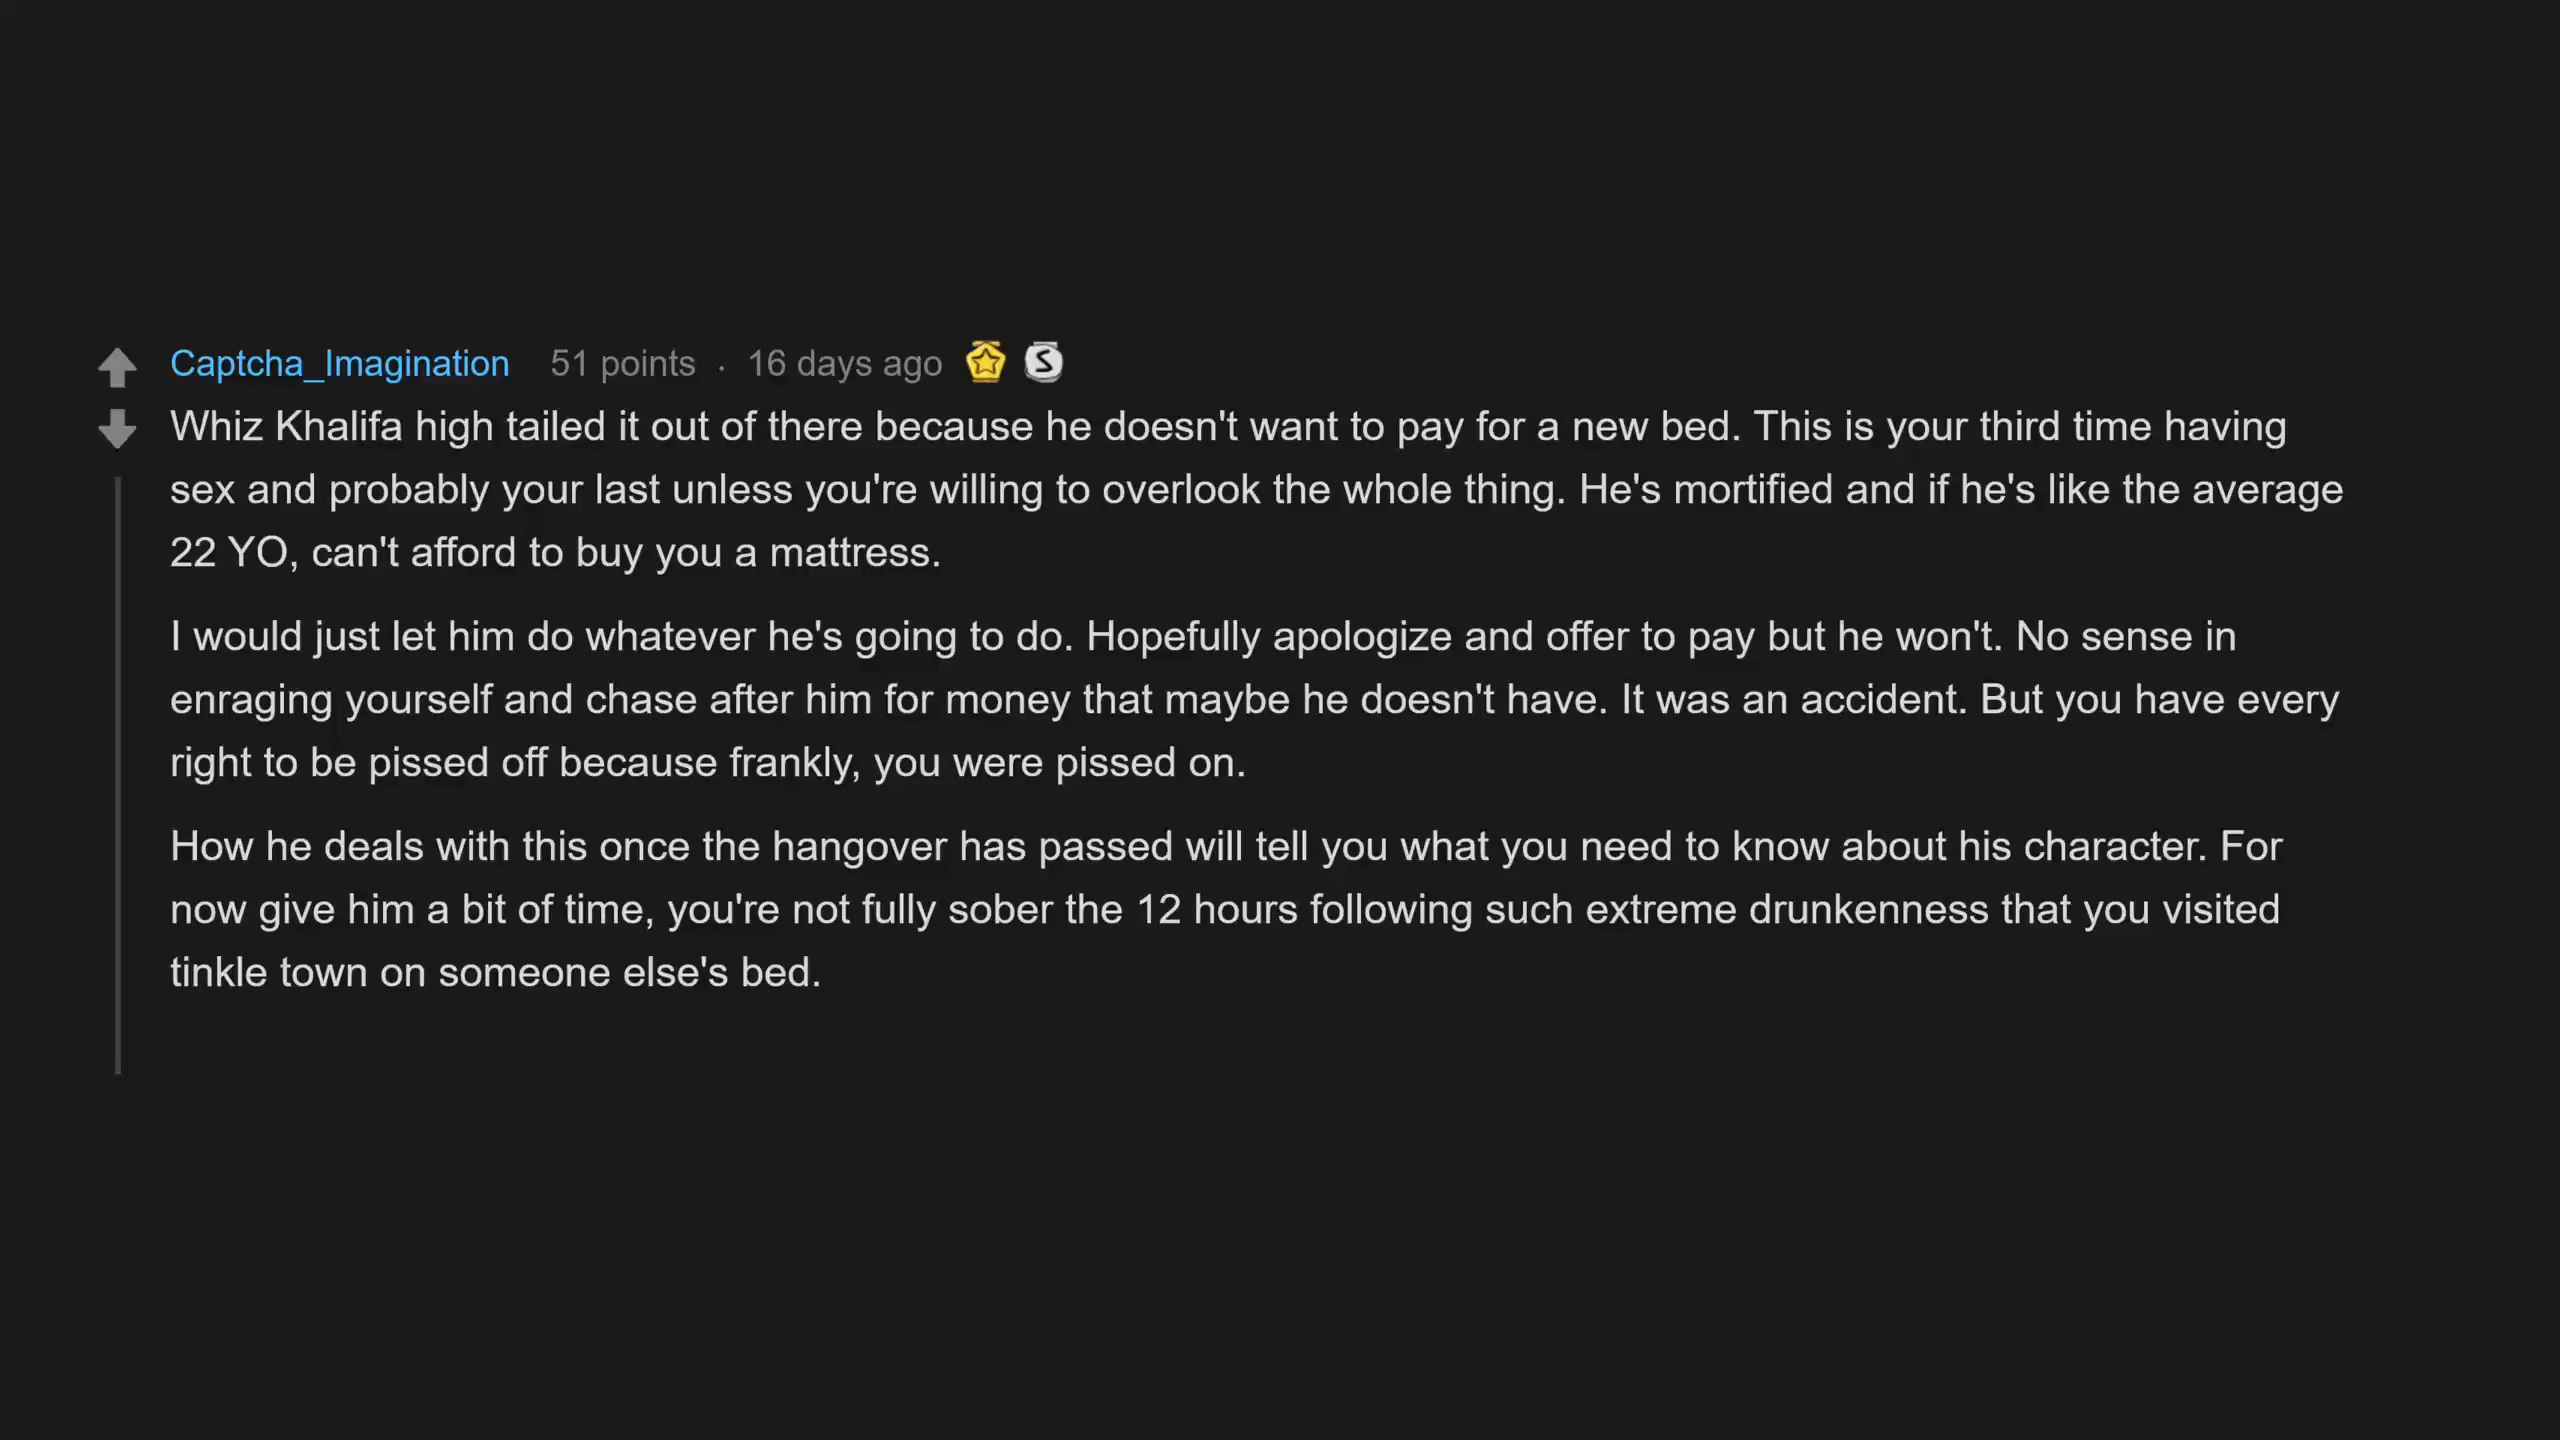 Captcha_Imagination 51 points · 16 days ago
Whiz Khalifa high tailed it out of there because he doesn't want to pay for a new bed. This is your third time having
sex and probably your last unless you're willing to overlook the whole thing. He's mortified and if he's like the average
22 YO, can't afford to buy you a mattress.
I would just let him do whatever he's going to do. Hopefully apologize and offer to pay but he won't. No sense in
enraging yourself and chase after him for money that maybe he doesn't have. It was an accident. But you have every
right to be pissed off because frankly, you were pissed on.
How he deals with this once the hangover has passed will tell you what you need to know about his character. For
now give him a bit of time, you're not fully sober the 12 hours following such extreme drunkenness that you visited
tinkle town on someone else's bed.